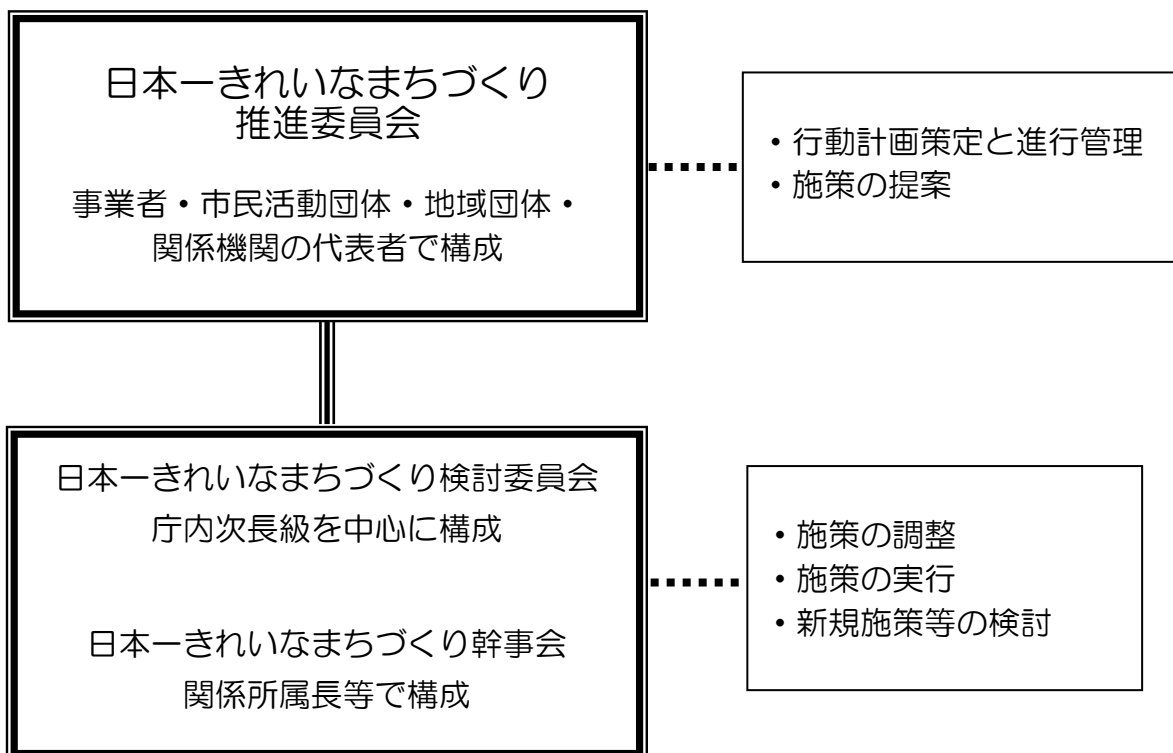 日本一きれいなまちづくり
推進委員会
事業者・市民活動団体・地域団体・
関係機関の代表者で構成
・行動計画策定と進行管理
・施策の提案
日本一きれいなまちづくり検討委員会
庁内次長級を中心に構成
日本一きれいなまちづくり幹事会
関係所属長等で構成
・施策の調整
・施策の実行
・新規施策等の検討